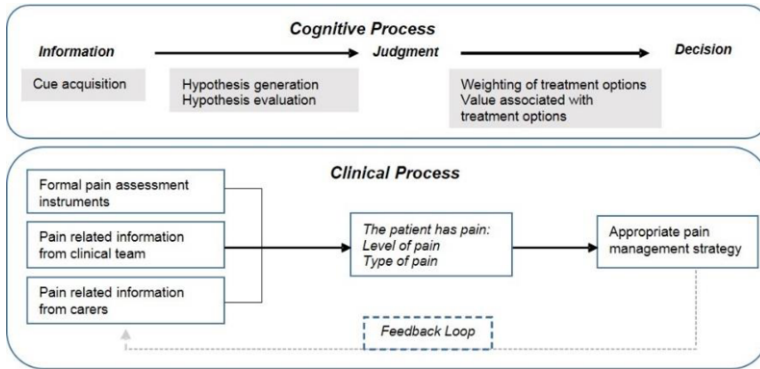 Cognitive Process
Information
Judgment
Decision
Cue acquisition
Hypothesis generation
Hypothesis evaluation
Weighting of treatment options
Value associated with
treatment options
Clinical Process
Formal pain assessment
instruments
Pain related information
from clinical team
Pain related information
from carers
The patient has pain:
Level of pain
Type of pain
Appropriate pain
management strategy
Feedback Loop